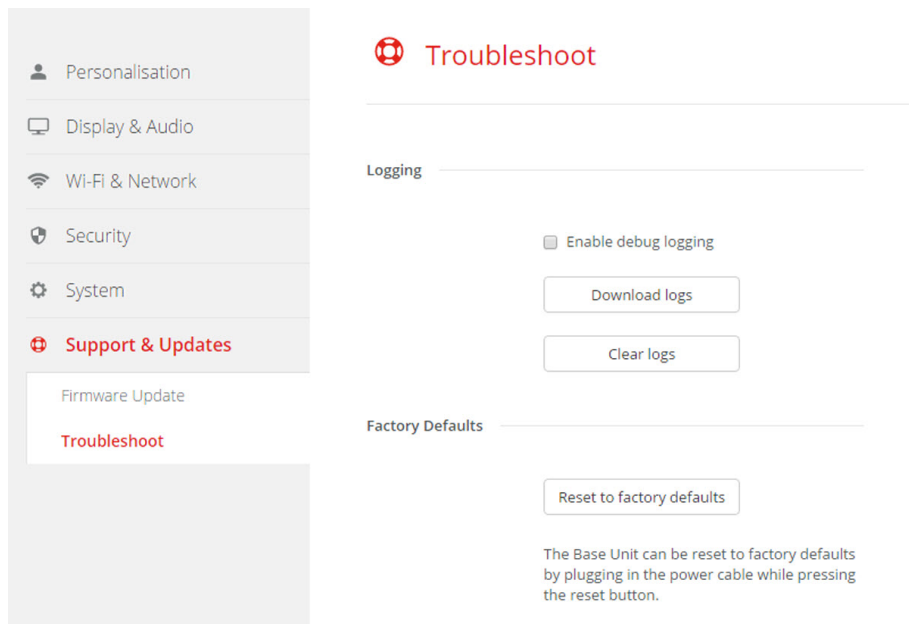 Personalisation
Display & Audio
Wi-Fi & Network
Security
System
Support & Updates
Firmware Update
Troubleshoot
Troubleshoot
Logging
Enable debug logging
Download logs
Clear logs
Factory Defaults
Reset to factory defaults
The Base Unit can be reset to factory defaults
by plugging in the power cable while pressing
the reset button.